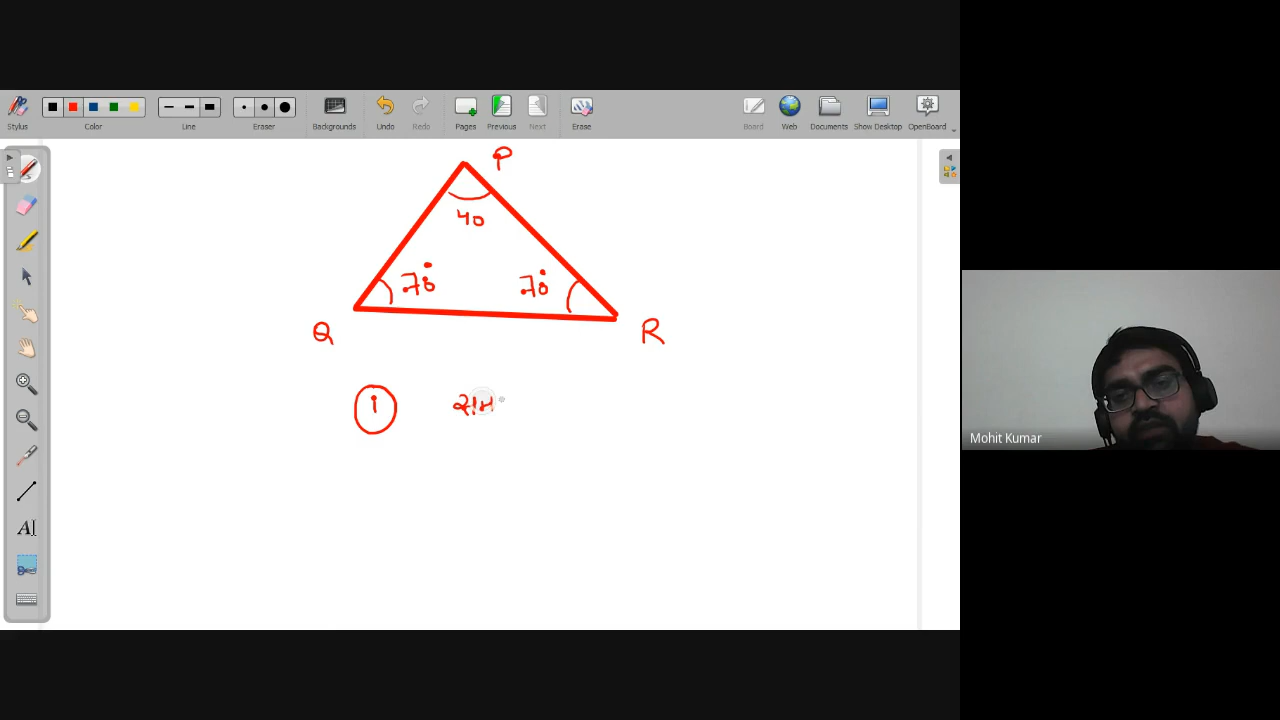 Stylus
Color
Line
Eraser
Backgrounds
Undo
Redo
Pages
Previous
Next
Erase
Board
Web
Documents
Show Desktop
OpenBoard
P
40
70°
70°
Q
R
i
Mohit Kumar